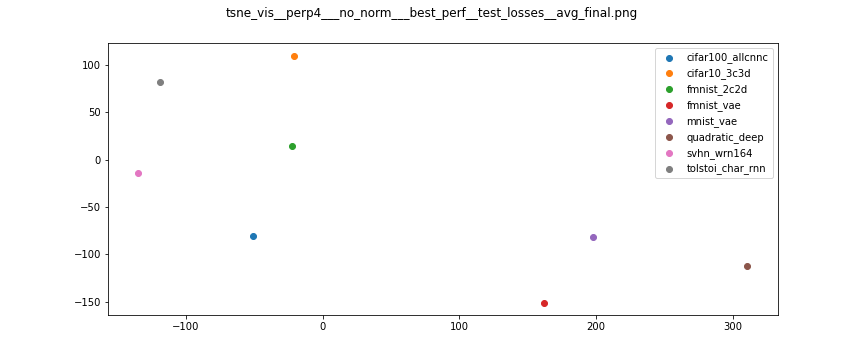 tsne_vis__perp4___no_norm___best_perf__test_losses__avg_final.png
cifar100_allcnnc
cifar10_3c3d
fmnist_2c2d
fmnist_vae
mnist_vae
quadratic_deep
svhn_wrn164
tolstoi_char_rnn
100
50
0
−50
−100
−150
−100
0
100
200
300